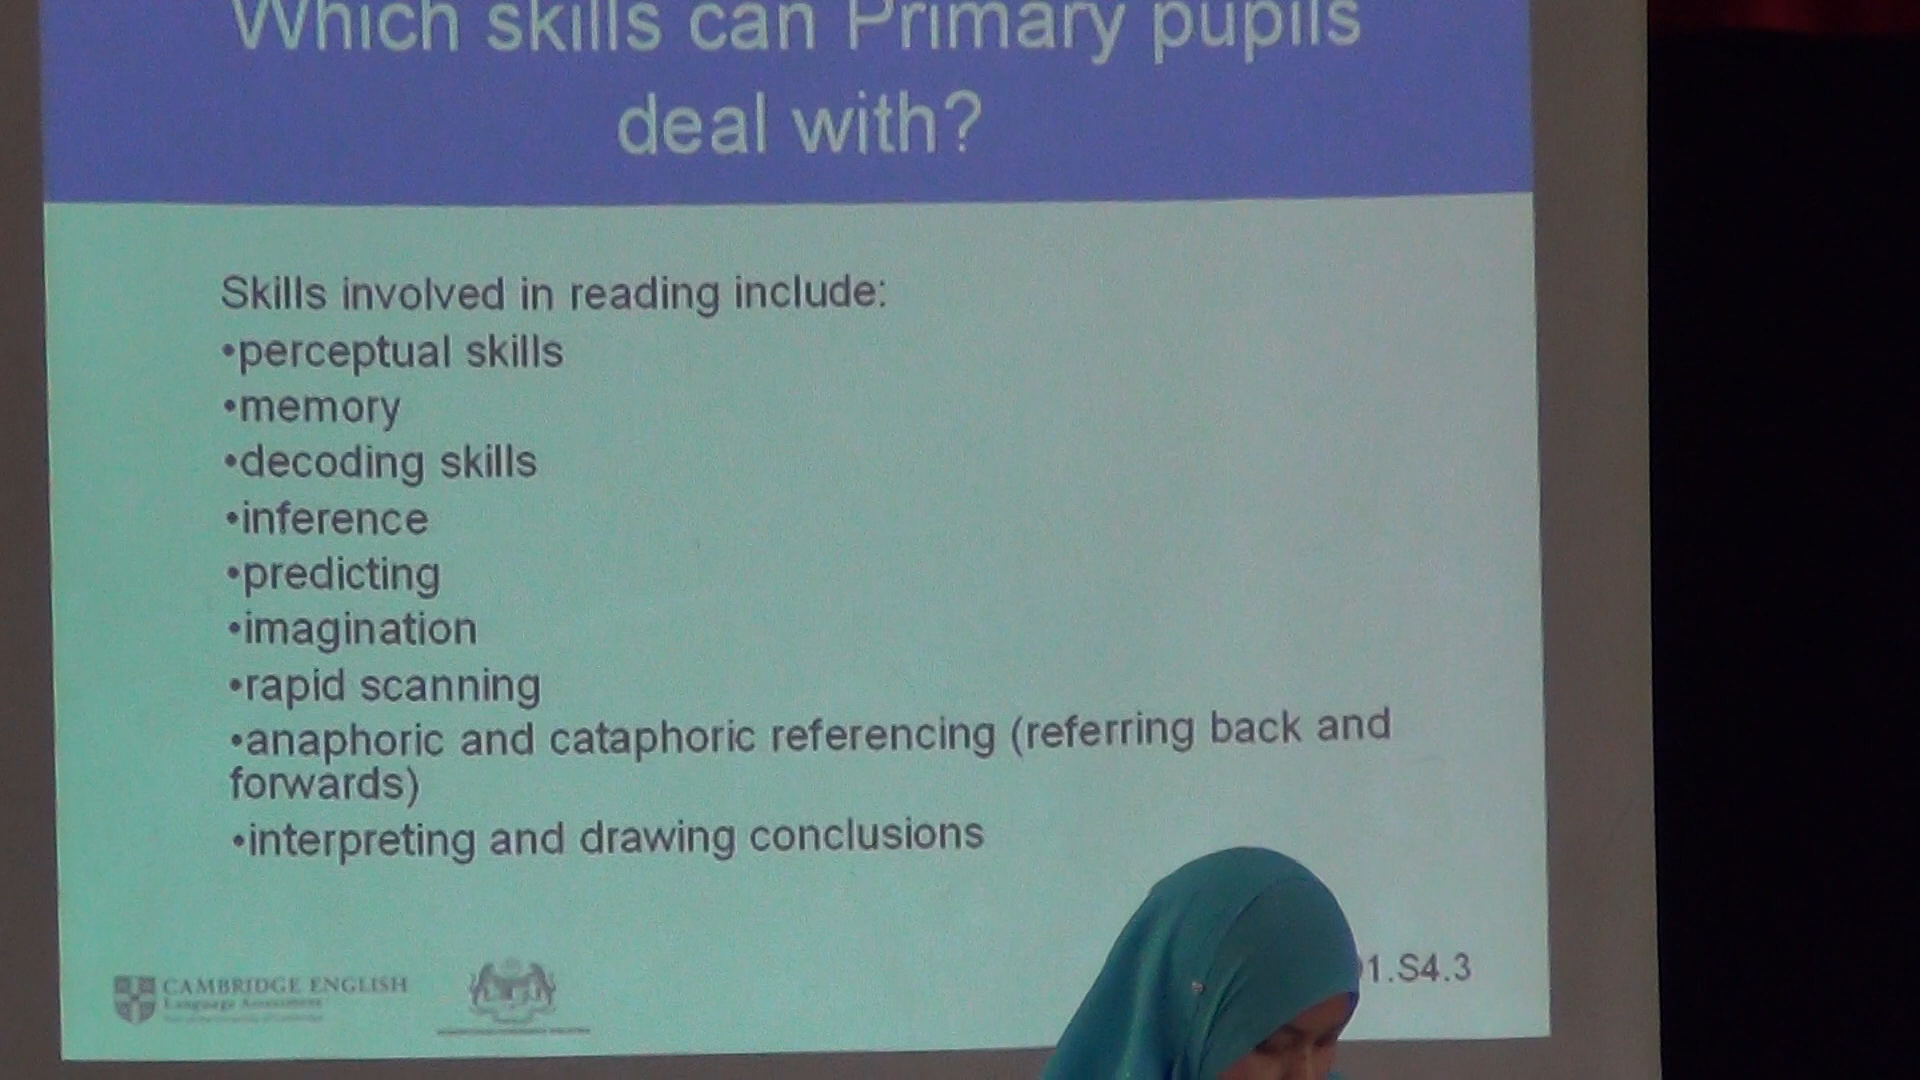 Which skills can Primary pupils
deal with?
Skills involved in reading include:
•perceptual skills
•memory
•decoding skills
•inference
•predicting
•imagination
•rapid scanning
•anaphoric and cataphoric referencing (referring back and
forwards)
•interpreting and drawing conclusions
CAMBRIDGE ENGLISH
Language Assessment
1.S4.3